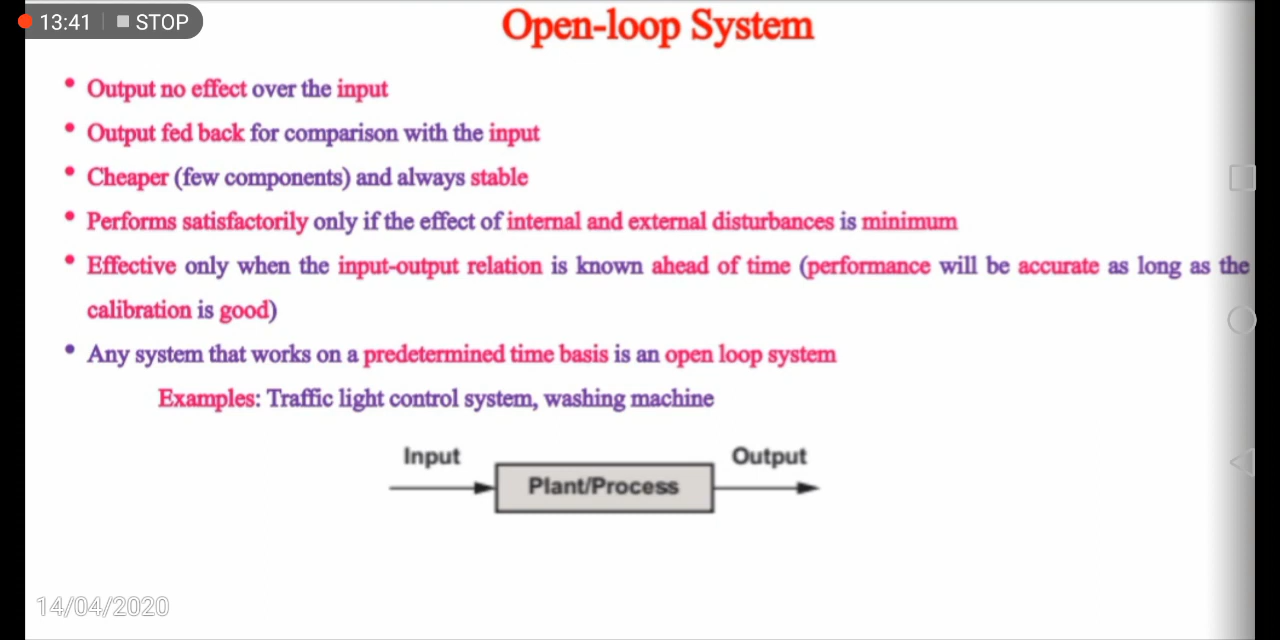 13:41 STOP
Open-loop System
• Output no effect over the input
• Output fed back for comparison with the input
• Cheaper (few components) and always stable
• Performs satisfactorily only if the effect of internal and external disturbances is minimum
• Effective only when the input-output relation is known ahead of time (performance will be accurate as long as the
calibration is good)
• Any system that works on a predetermined time basis is an open loop system
Examples: Traffic light control system, washing machine
Input
Output
Plant/Process
14/04/2020